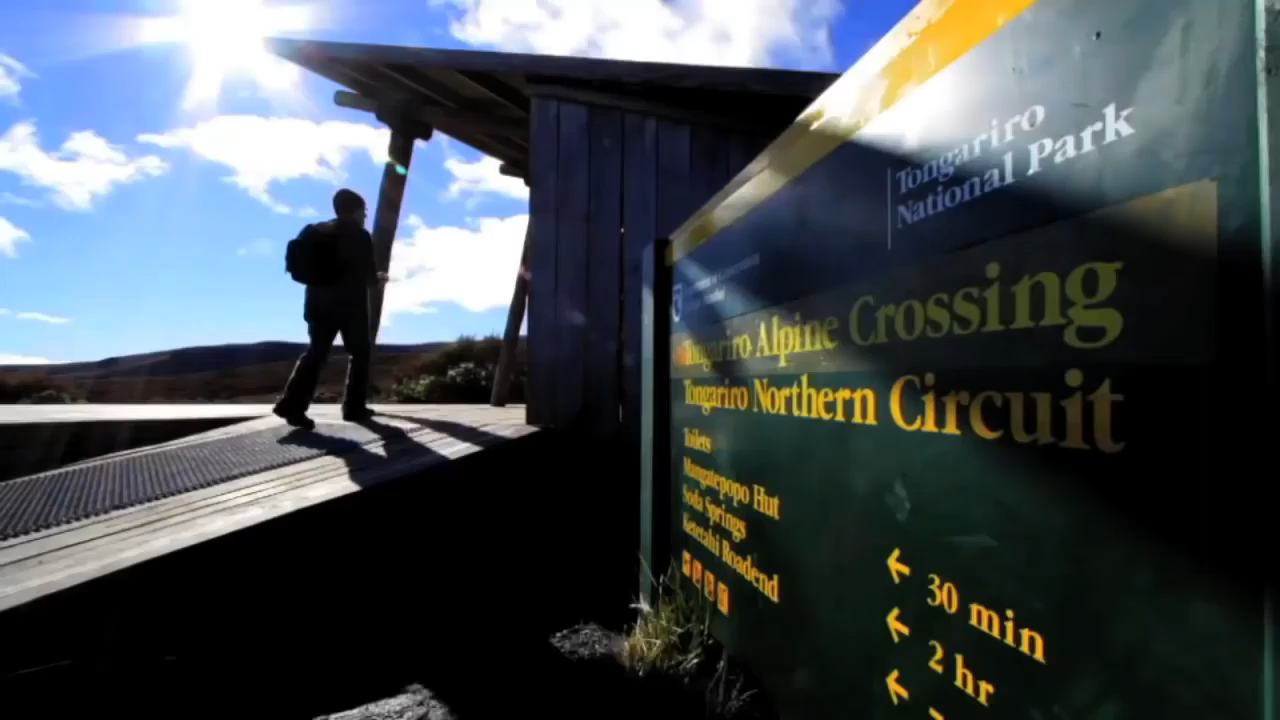 Tongariro
National Park
Tongariro Alpine Crossing
Tongariro Northern Circuit
Toilets
Mangatepopo Hut
Soda Springs
Ketetahi Roadend
30 min
2 hr